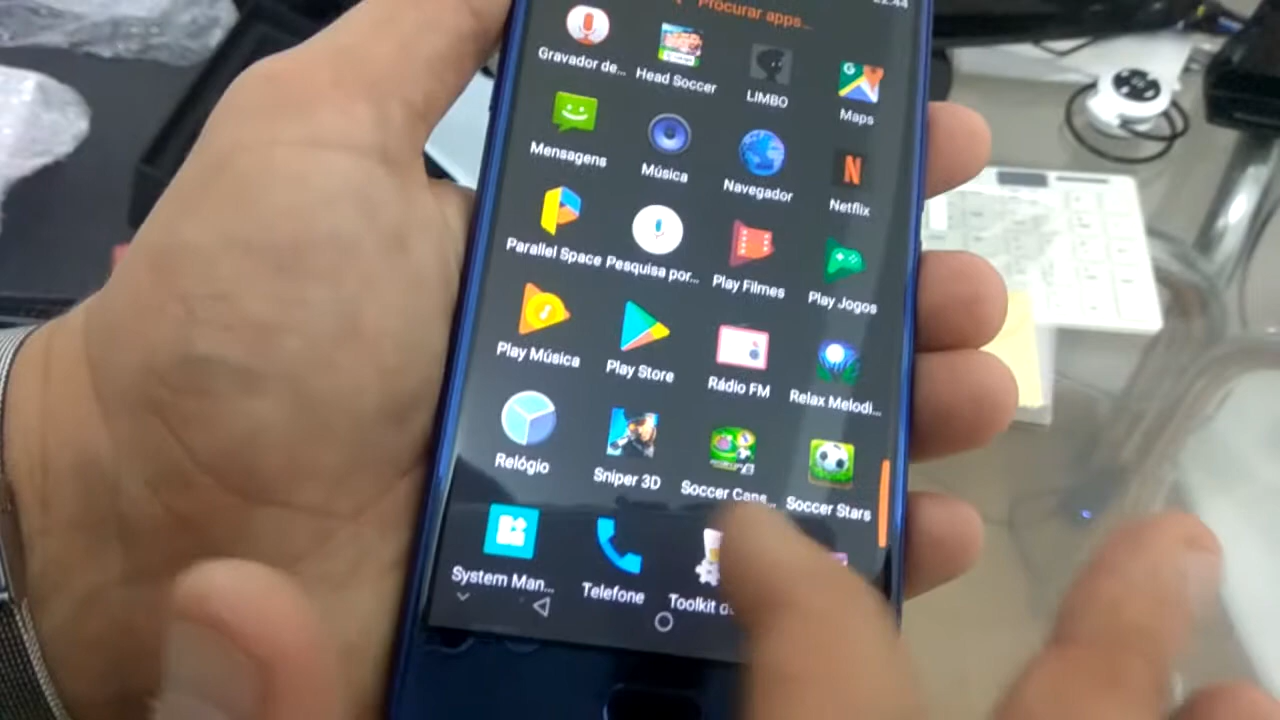 Procurar apps...
22:44
Gravador de...
Head Soccer
LIMBO
Maps
Mensagens
Música
Navegador
Netflix
Parallel Space
Pesquisa por...
Play Filmes
Play Jogos
Play Música
Play Store
Rádio FM
Relax Melodi...
Relógio
Sniper 3D
Soccer Cans...
Soccer Stars
System Man...
Telefone
Toolkit